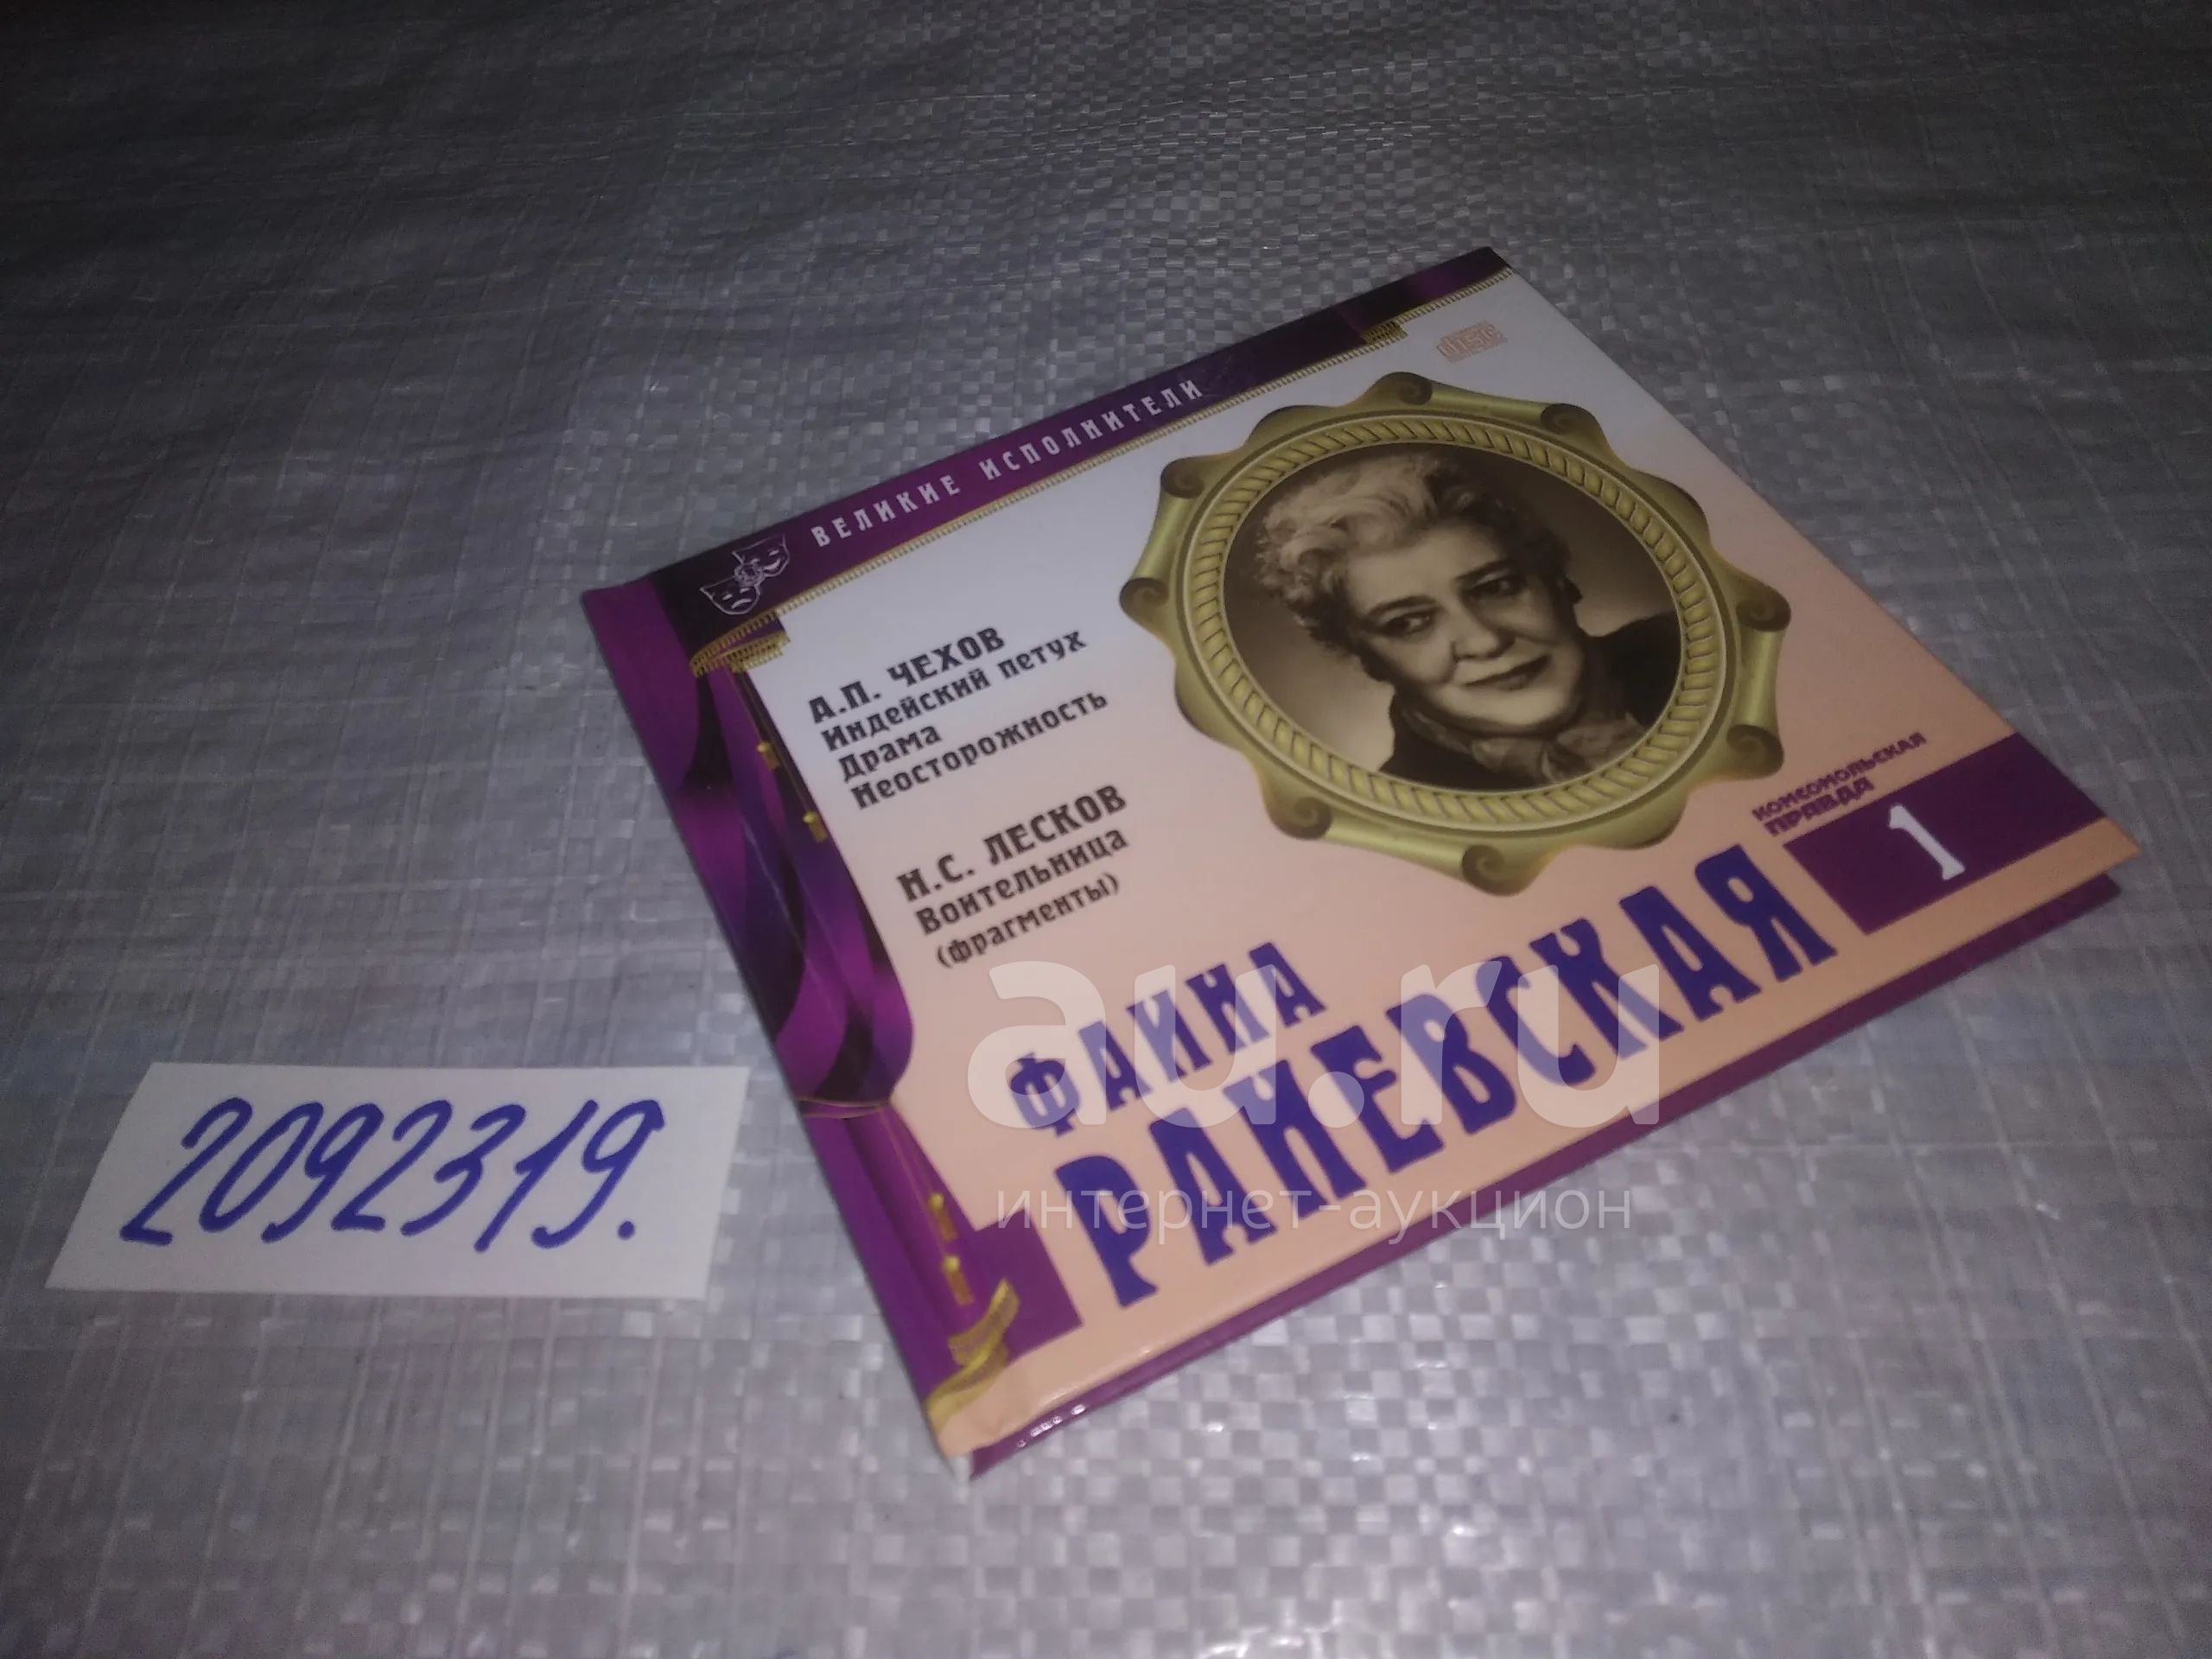 ВЕЛИКИЕ ИСПОЛНИТЕЛИ
disc
А.П. ЧЕХОВ
Индейский петух
Драма
Неосторожность
Н.С. ЛЕСКОВ
Воительница
(фрагменты)
КОМСОМОЛЬСКАЯ
ПРАВДА
1
ФАИНА
РАНЕВСКАЯ
au.ru
интернет-аукцион
2092319.